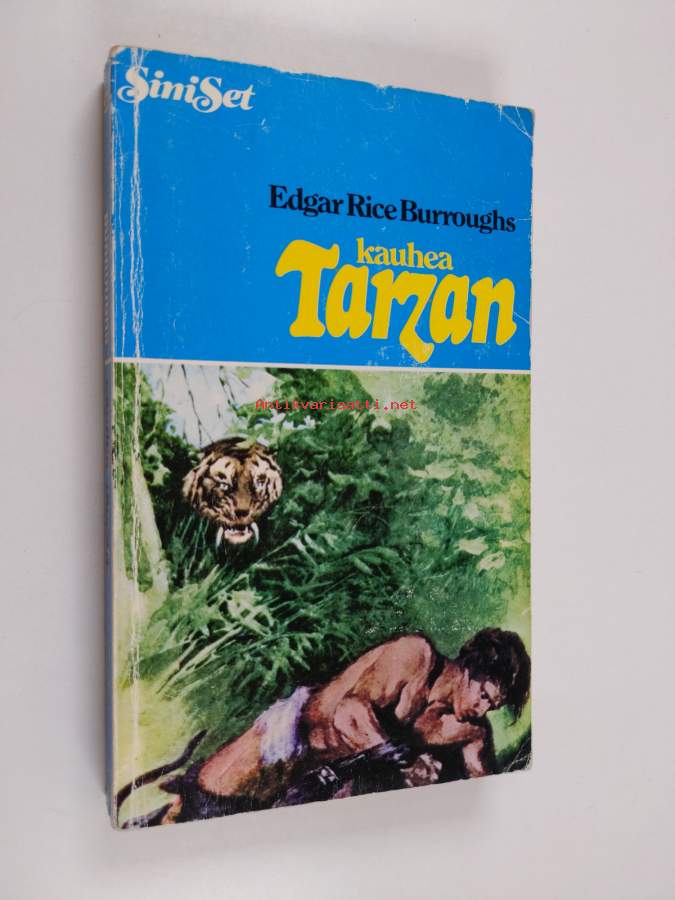 SiniSet
Edgar Rice Burroughs
kauhea
Tarzan
Antikvariaatti.net